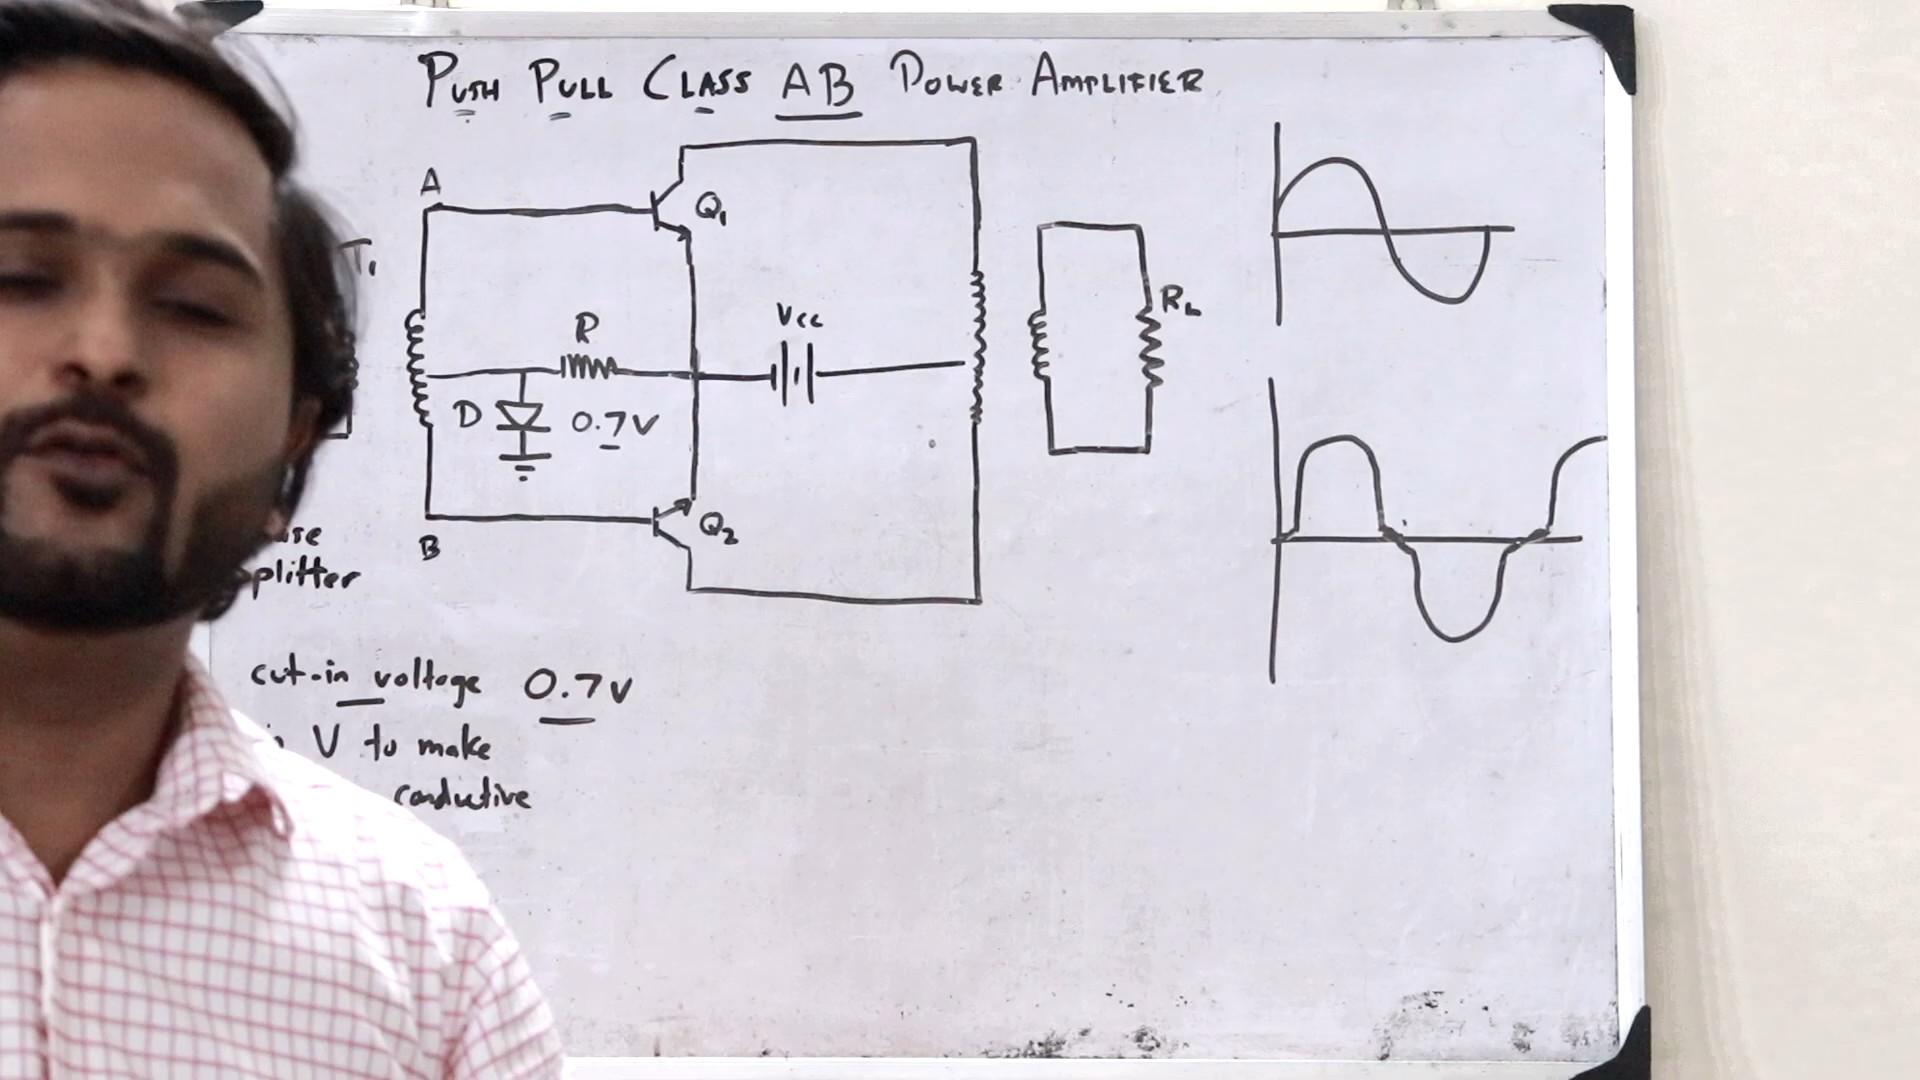 PUSH PULL CLASS AB POWER AMPLIFIER
A
Q1
T1
R
Vcc
RL
D 0.7V
Q2
B
plitter
cut-in voltage 0.7V
V to make
conductive